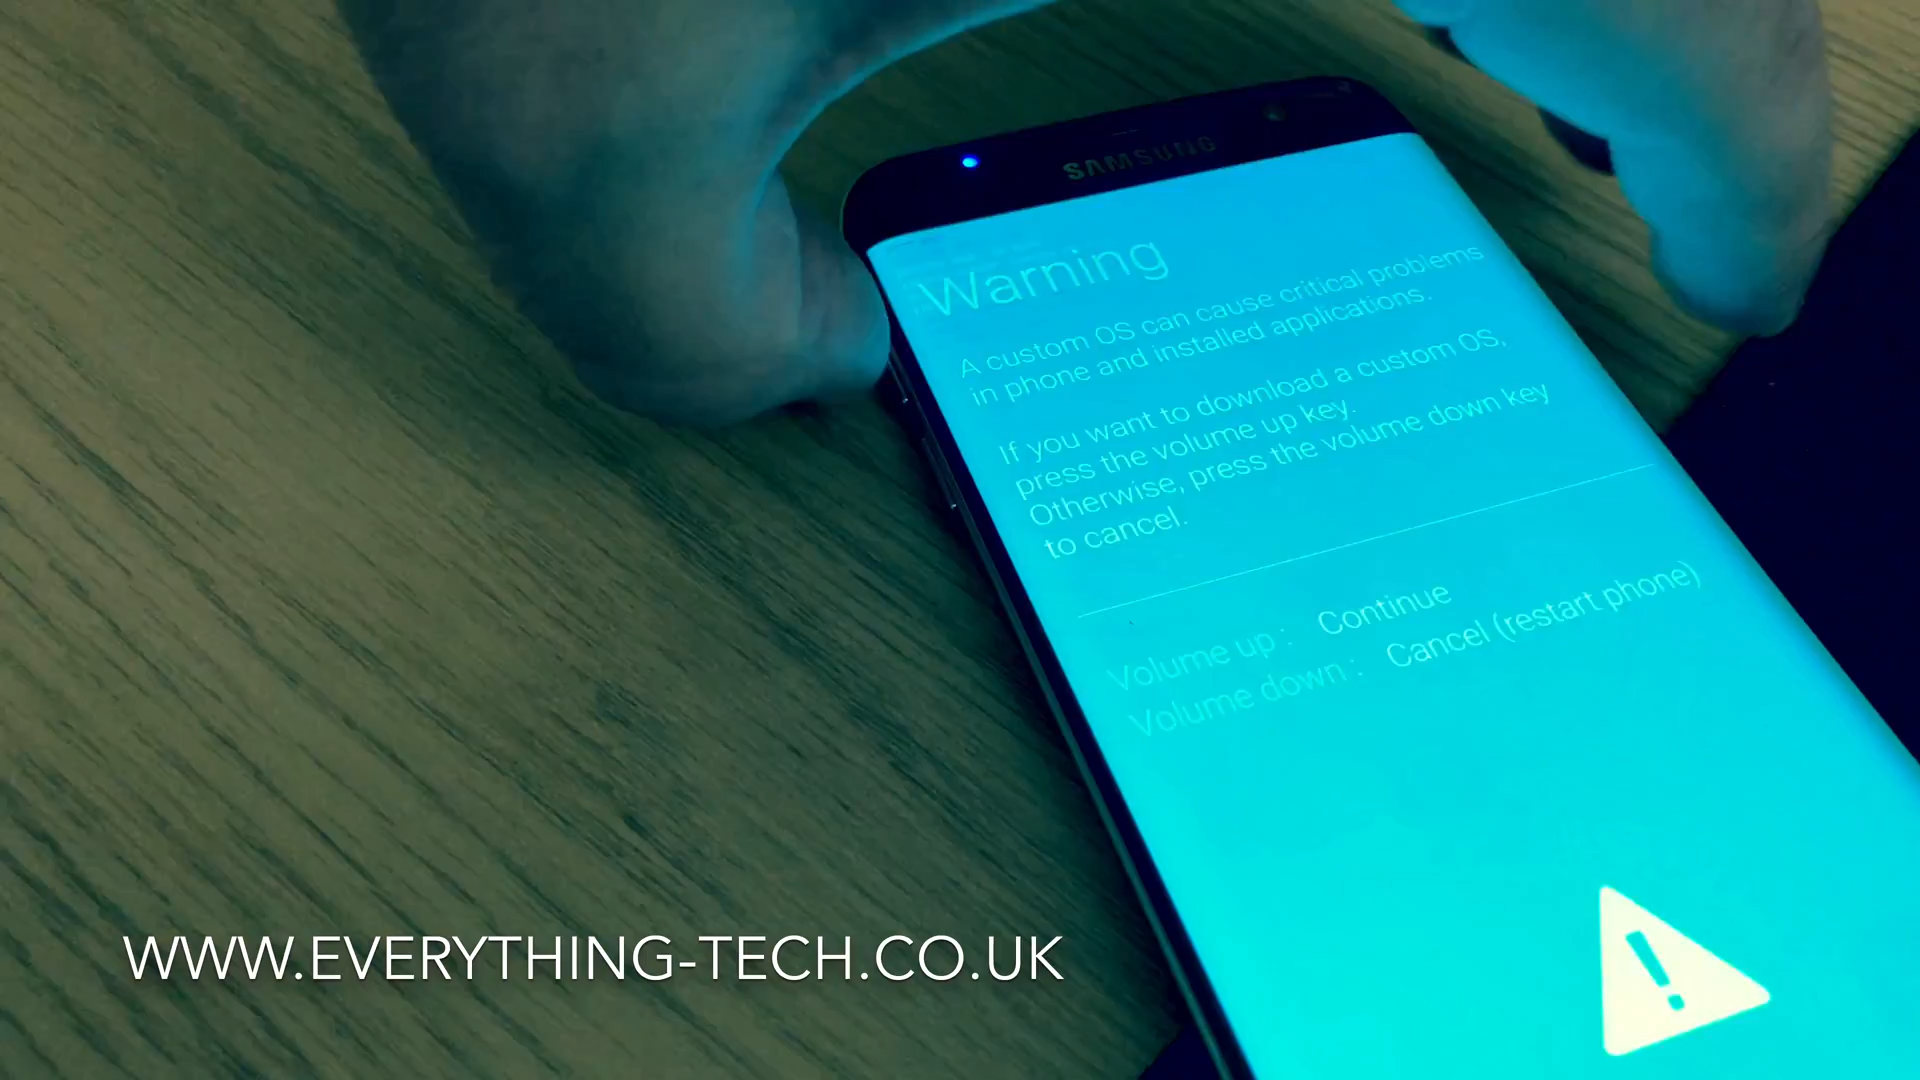 SAMSUNG
Warning
A custom OS can cause critical problems
in phone and installed applications.
If you want to download a custom OS,
press the volume up key.
Otherwise, press the volume down key
to cancel.
Volume up : Continue
Volume down : Cancel (restart phone)
WWW.EVERYTHING-TECH.CO.UK